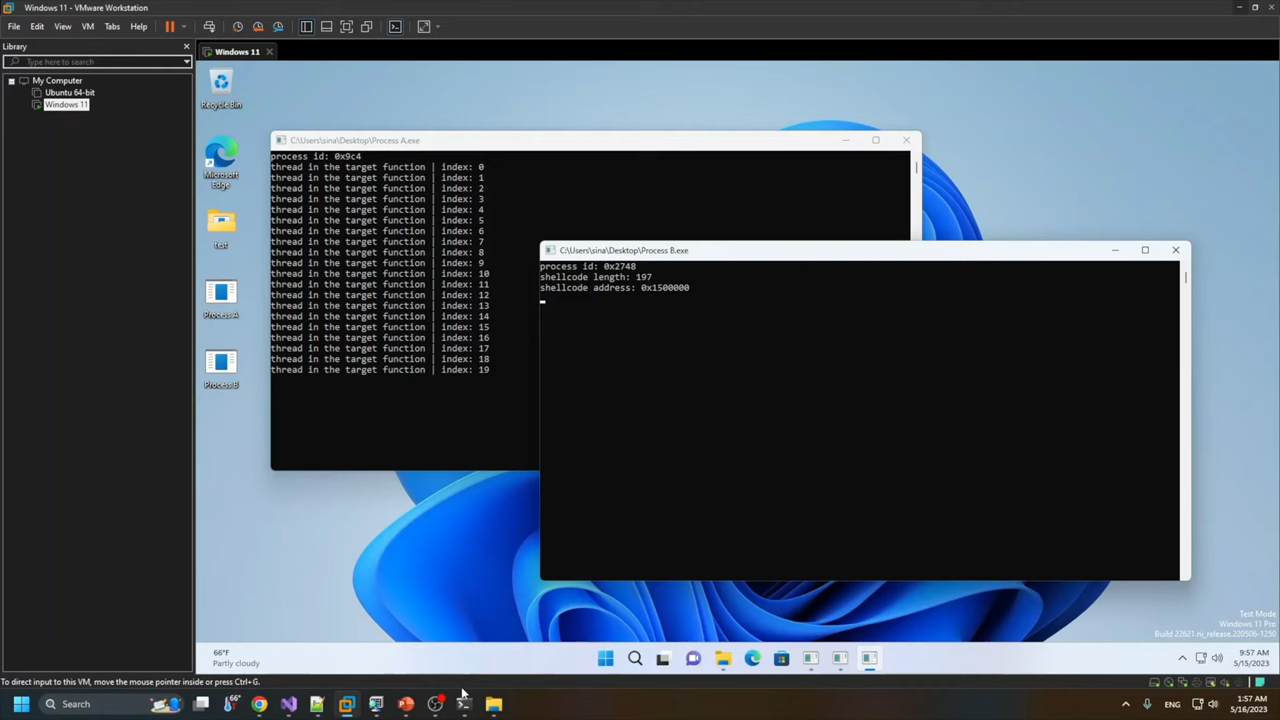 Windows 11 - VMware Workstation
File Edit View VM Tabs Help
Library
Type here to search
My Computer
Ubuntu 64-bit
Windows 11
Windows 11
Recycle Bin
Microsoft
Edge
test
Process A
Process B
C:\Users\sina\Desktop\Process A.exe
process id: 0x9c4
thread in the target function | index: 0
thread in the target function | index: 1
thread in the target function | index: 2
thread in the target function | index: 3
thread in the target function | index: 4
thread in the target function | index: 5
thread in the target function | index: 6
thread in the target function | index: 7
thread in the target function | index: 8
thread in the target function | index: 9
thread in the target function | index: 10
thread in the target function | index: 11
thread in the target function | index: 12
thread in the target function | index: 13
thread in the target function | index: 14
thread in the target function | index: 15
thread in the target function | index: 16
thread in the target function | index: 17
thread in the target function | index: 18
thread in the target function | index: 19
C:\Users\sina\Desktop\Process B.exe
process id: 0x2748
shellcode length: 197
shellcode address: 0x1500000
Test Mode
Windows 11 Pro
Build 22621.ni_release.220506-1250
66°F
Partly cloudy
9:57 AM
5/15/2023
To direct input to this VM, move the mouse pointer inside or press Ctrl+G.
Search
66°
ENG
1:57 AM
5/16/2023